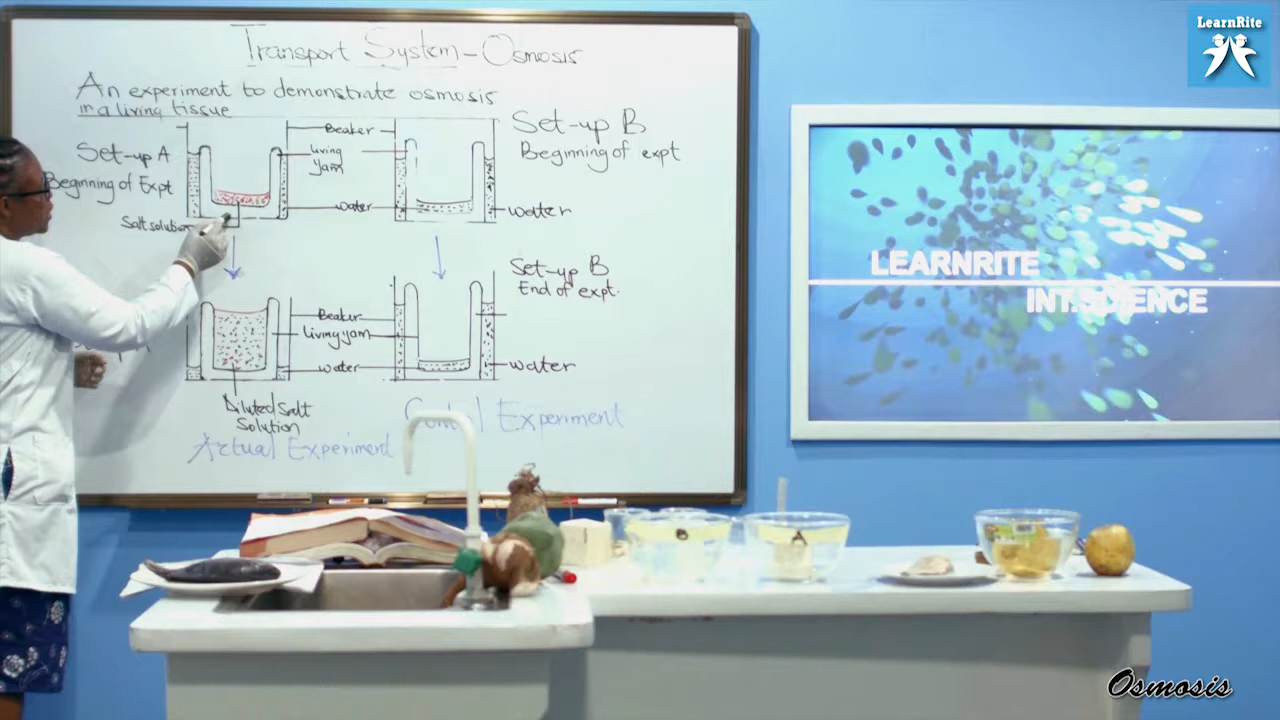 LearnRite
Transport System - Osmosis
An experiment to demonstrate osmosis
in a living tissue
Set-up A
Beginning of Expt
Beaker
living
yam
water
Salt solution
Set-up B
Beginning of expt
water
Set-up B
End of expt.
Beaker
Living yam
water
water
Diluted Salt
Solution
Actual Experiment
Experiment
LEARNRITE
INT.SCIENCE
B
A
Osmosis